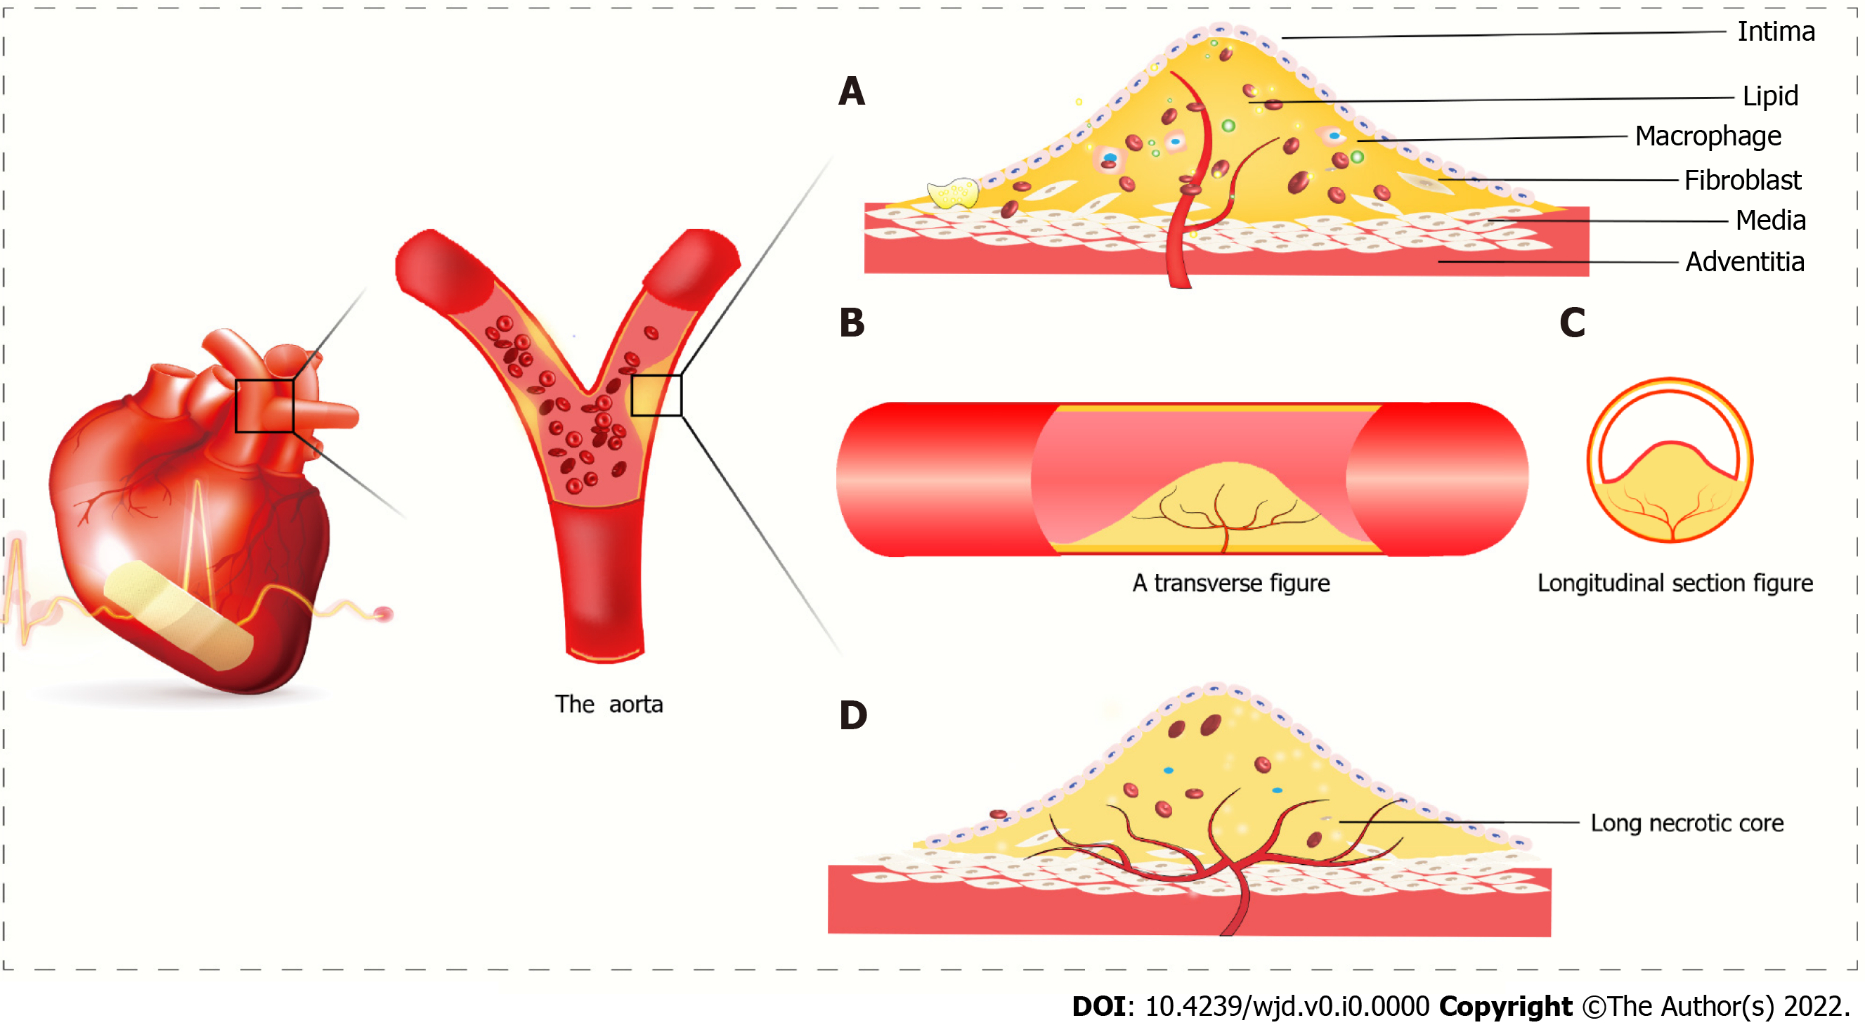 A
Intima
Lipid
Macrophage
Fibroblast
Media
Adventitia
B
C
A transverse figure
Longitudinal section figure
The aorta
D
Long necrotic core
DOI: 10.4239/wjd.v0.i0.0000 Copyright ©The Author(s) 2022.